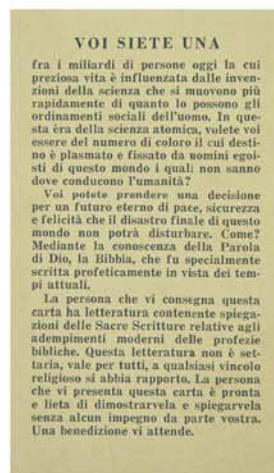 VOI SIETE UNA
fra i miliardi di persone oggi la cui
preziosa vita è influenzata dalle inven-
zioni della scienza che si muovono più
rapidamente di quanto lo possono gli
ordinamenti sociali dell'uomo. In que-
sta èra della scienza atomica, volete voi
essere del numero di coloro il cui desti-
no è plasmato e fissato da uomini egoi-
sti di questo mondo i quali non sanno
dove conducono l'umanità?
Voi potete prendere una decisione
per un futuro eterno di pace, sicurezza
e felicità che il disastro finale di questo
mondo non potrà disturbare. Come?
Mediante la conoscenza della Parola
di Dio, la Bibbia, che fu specialmente
scritta profeticamente in vista dei tem-
pi attuali.
La persona che vi consegna questa
carta ha letteratura contenente spiega-
zioni delle Sacre Scritture relative agli
adempimenti moderni delle profezie
bibliche. Questa letteratura non è set-
taria, vale per tutti, a qualsiasi vincolo
religioso si abbia rapporto. La persona
che vi presenta questa carta è pronta
e lieta di dimostrarvela e spiegarvela
senza alcun impegno da parte vostra.
Una benedizione vi attende.